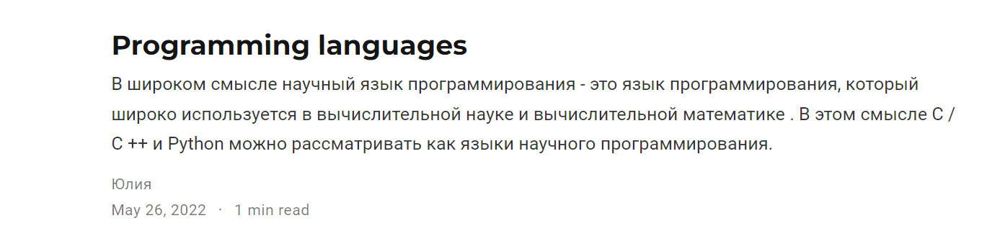 Programming languages
В широком смысле научный язык программирования - это язык программирования, который
широко используется в вычислительной науке и вычислительной математике . В этом смысле C /
C ++ и Python можно рассматривать как языки научного программирования.
Юлия
May 26, 2022 · 1 min read